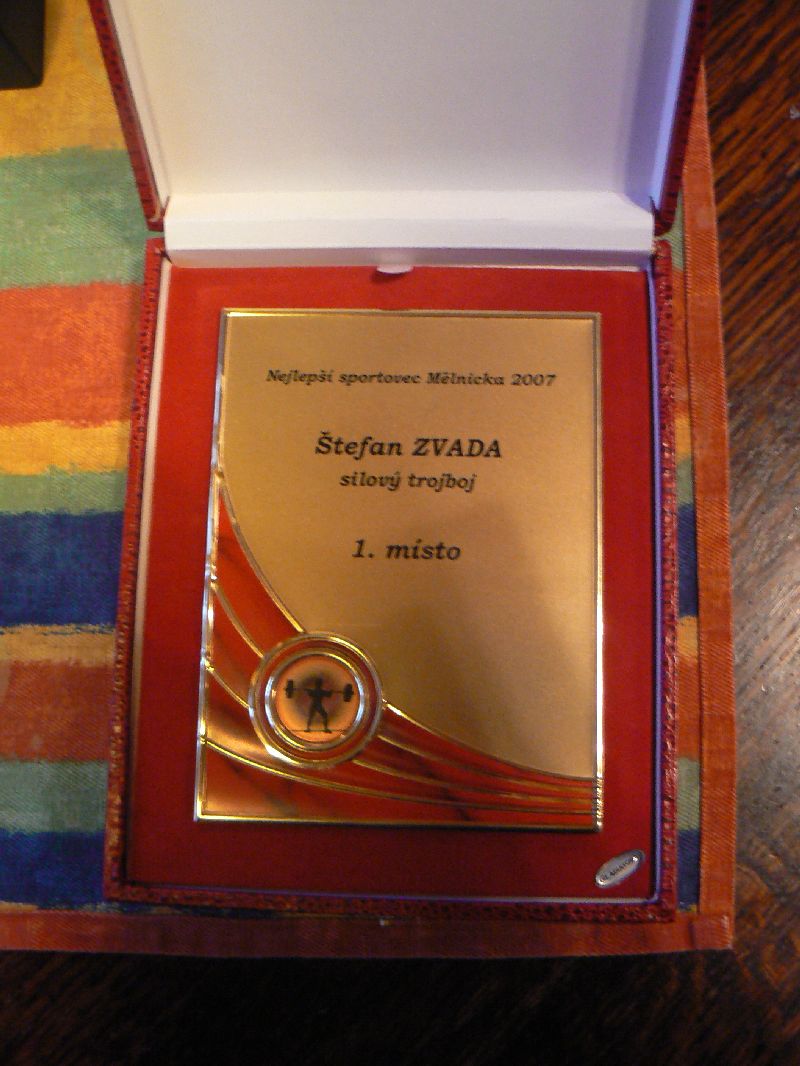 Nejlepší sportovec Mělnicka 2007
Štefan ZVADA
silový trojboj
1. místo